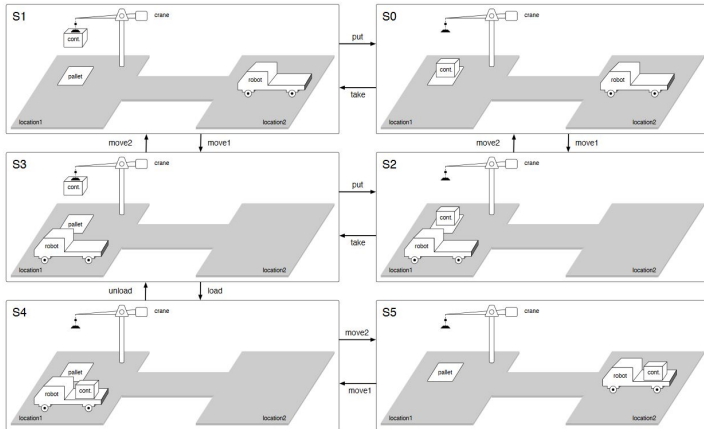 S1
crane
cont.
pallet
robot
location1
location2
put
take
S0
crane
cont.
robot
location1
location2
move2
move1
move2
move1
S3
crane
cont.
pallet
robot
location1
location2
put
take
S2
crane
cont.
robot
location1
location2
unload
load
S4
crane
pallet
robot
cont.
location1
location2
move2
move1
S5
crane
pallet
robot
cont.
location1
location2